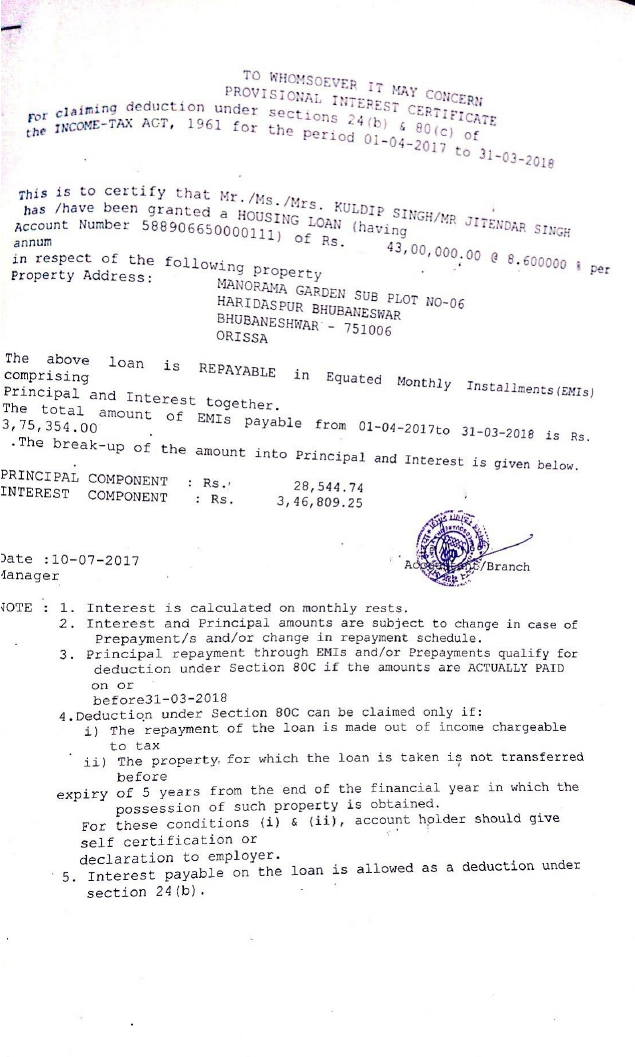 TO WHOMSOEVER IT MAY CONCERN
PROVISIONAL INTEREST CERTIFICATE
For claiming deduction under sections 24(b) & 80(c) of
the INCOME-TAX ACT, 1961 for the period 01-04-2017 to 31-03-2018
This is to certify that Mr./Ms./Mrs. KULDIP SINGH/MR JITENDAR SINGH
has /have been granted a HOUSING LOAN (having
Account Number 588906650000111) of Rs. 43,00,000.00 @ 8.600000 % per
annum
in respect of the following property
Property Address: MANORAMA GARDEN SUB PLOT NO-06
HARIDASPUR BHUBANESWAR
BHUBANESHWAR - 751006
ORISSA
The above loan is REPAYABLE in Equated Monthly Installments(EMIs)
comprising
Principal and Interest together.
The total amount of EMIs payable from 01-04-2017to 31-03-2018 is Rs.
3,75,354.00
.The break-up of the amount into Principal and Interest is given below.
PRINCIPAL COMPONENT : Rs. 28,544.74
INTEREST COMPONENT : Rs. 3,46,809.25
Date :10-07-2017 /Branch
Manager
NOTE : 1. Interest is calculated on monthly rests.
2. Interest and Principal amounts are subject to change in case of
Prepayment/s and/or change in repayment schedule.
3. Principal repayment through EMIs and/or Prepayments qualify for
deduction under Section 80C if the amounts are ACTUALLY PAID
on or
before31-03-2018
4.Deduction under Section 80C can be claimed only if:
i) The repayment of the loan is made out of income chargeable
to tax
ii) The property for which the loan is taken is not transferred
before
expiry of 5 years from the end of the financial year in which the
possession of such property is obtained.
For these conditions (i) & (ii), account holder should give
self certification or
declaration to employer.
5. Interest payable on the loan is allowed as a deduction under
section 24(b).